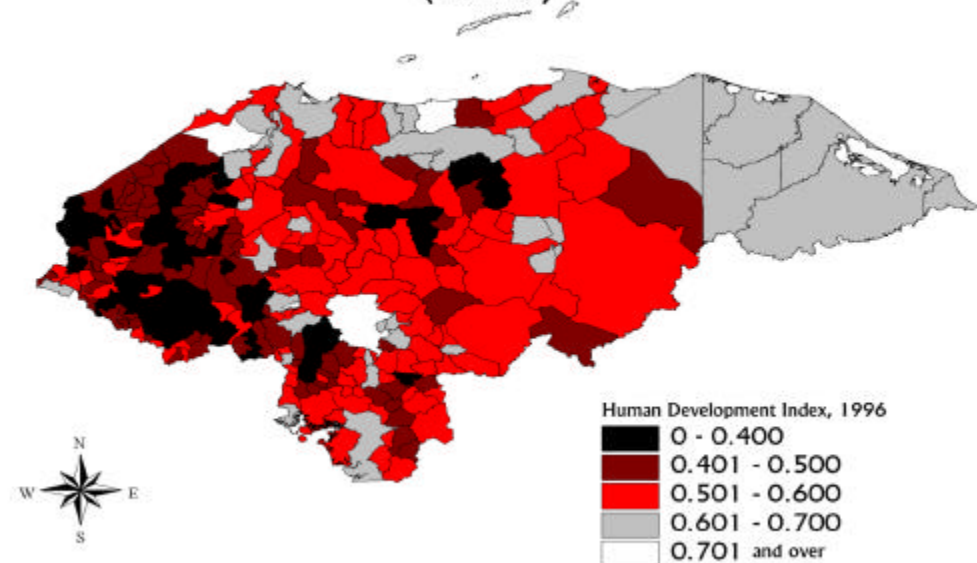 Human Development Index, 1996
0 - 0.400
0.401 - 0.500
0.501 - 0.600
0.601 - 0.700
0.701 and over
N
W E
S